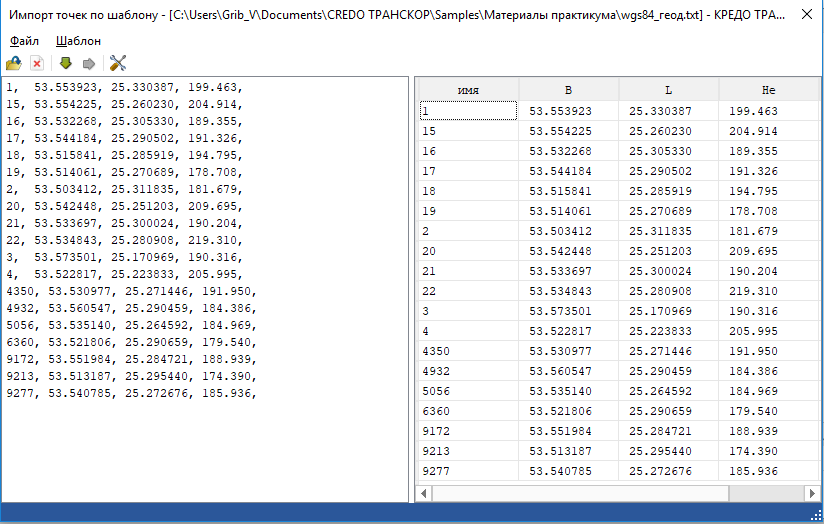 Импорт точек по шаблону - [C:\Users\Grib_V\Documents\CREDO ТРАНСКОР\Samples\Материалы практикума\wgs84_геод.txt] - КРЕДО ТРА...
Файл Шаблон
1, 53.553923, 25.330387, 199.463,
15, 53.554225, 25.260230, 204.914,
16, 53.532268, 25.305330, 189.355,
17, 53.544184, 25.290502, 191.326,
18, 53.515841, 25.285919, 194.795,
19, 53.514061, 25.270689, 178.708,
2, 53.503412, 25.311835, 181.679,
20, 53.542448, 25.251203, 209.695,
21, 53.533697, 25.300024, 190.204,
22, 53.534843, 25.280908, 219.310,
3, 53.573501, 25.170969, 190.316,
4, 53.522817, 25.223833, 205.995,
4350, 53.530977, 25.271446, 191.950,
4932, 53.560547, 25.290459, 184.386,
5056, 53.535140, 25.264592, 184.969,
6360, 53.521806, 25.290659, 179.540,
9172, 53.551984, 25.284721, 188.939,
9213, 53.513187, 25.295440, 174.390,
9277, 53.540785, 25.272676, 185.936,
имя B L He
1 53.553923 25.330387 199.463
15 53.554225 25.260230 204.914
16 53.532268 25.305330 189.355
17 53.544184 25.290502 191.326
18 53.515841 25.285919 194.795
19 53.514061 25.270689 178.708
2 53.503412 25.311835 181.679
20 53.542448 25.251203 209.695
21 53.533697 25.300024 190.204
22 53.534843 25.280908 219.310
3 53.573501 25.170969 190.316
4 53.522817 25.223833 205.995
4350 53.530977 25.271446 191.950
4932 53.560547 25.290459 184.386
5056 53.535140 25.264592 184.969
6360 53.521806 25.290659 179.540
9172 53.551984 25.284721 188.939
9213 53.513187 25.295440 174.390
9277 53.540785 25.272676 185.936